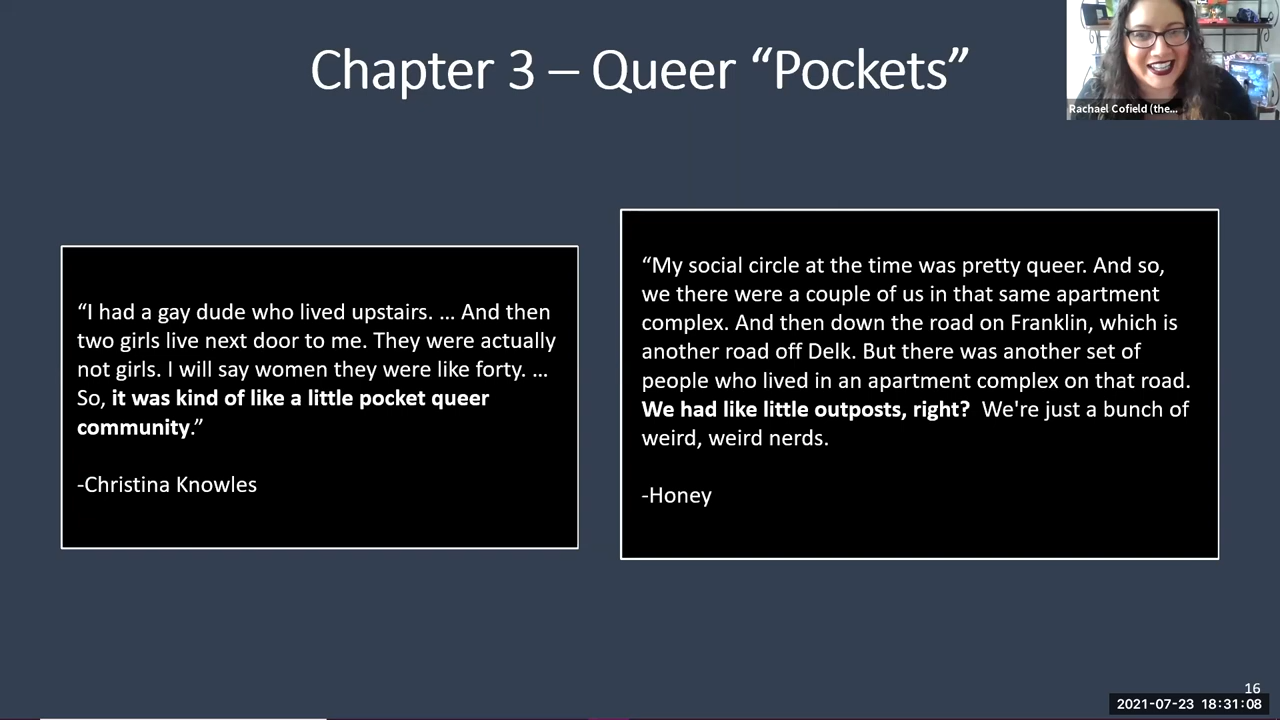 Chapter 3 – Queer “Pockets”
Rachael Cofield (the...
“I had a gay dude who lived upstairs. ... And then
two girls live next door to me. They were actually
not girls. I will say women they were like forty. ...
So, it was kind of like a little pocket queer
community.”
-Christina Knowles
“My social circle at the time was pretty queer. And so,
we there were a couple of us in that same apartment
complex. And then down the road on Franklin, which is
another road off Delk. But there was another set of
people who lived in an apartment complex on that road.
We had like little outposts, right?  We're just a bunch of
weird, weird nerds.
-Honey
16
2021-07-23 18:31:08